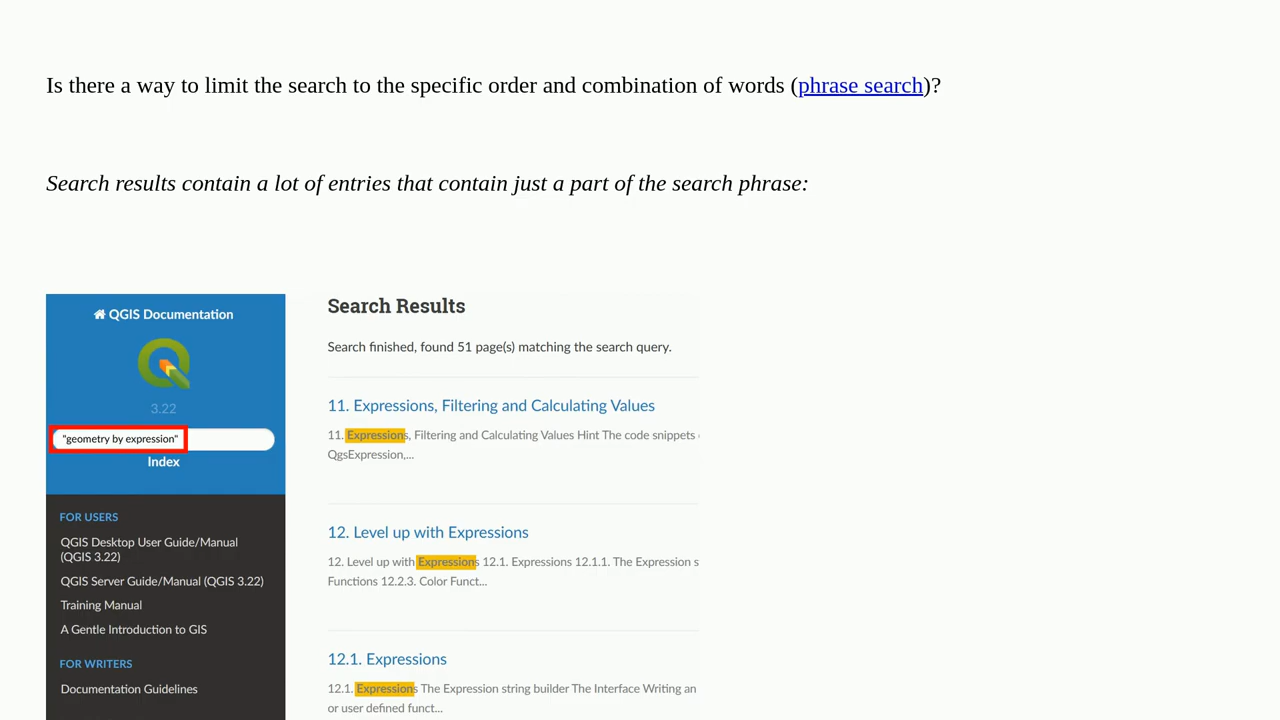 Is there a way to limit the search to the specific order and combination of words (phrase search)?
Search results contain a lot of entries that contain just a part of the search phrase:
QGIS Documentation
3.22
"geometry by expression"
Index
FOR USERS
QGIS Desktop User Guide/Manual
(QGIS 3.22)
QGIS Server Guide/Manual (QGIS 3.22)
Training Manual
A Gentle Introduction to GIS
FOR WRITERS
Documentation Guidelines
Search Results
Search finished, found 51 page(s) matching the search query.
11. Expressions, Filtering and Calculating Values
11. Expressions, Filtering and Calculating Values Hint The code snippets
QgsExpression,...
12. Level up with Expressions
12. Level up with Expressions 12.1. Expressions 12.1.1. The Expression s
Functions 12.2.3. Color Funct...
12.1. Expressions
12.1. Expressions The Expression string builder The Interface Writing an
or user defined funct...